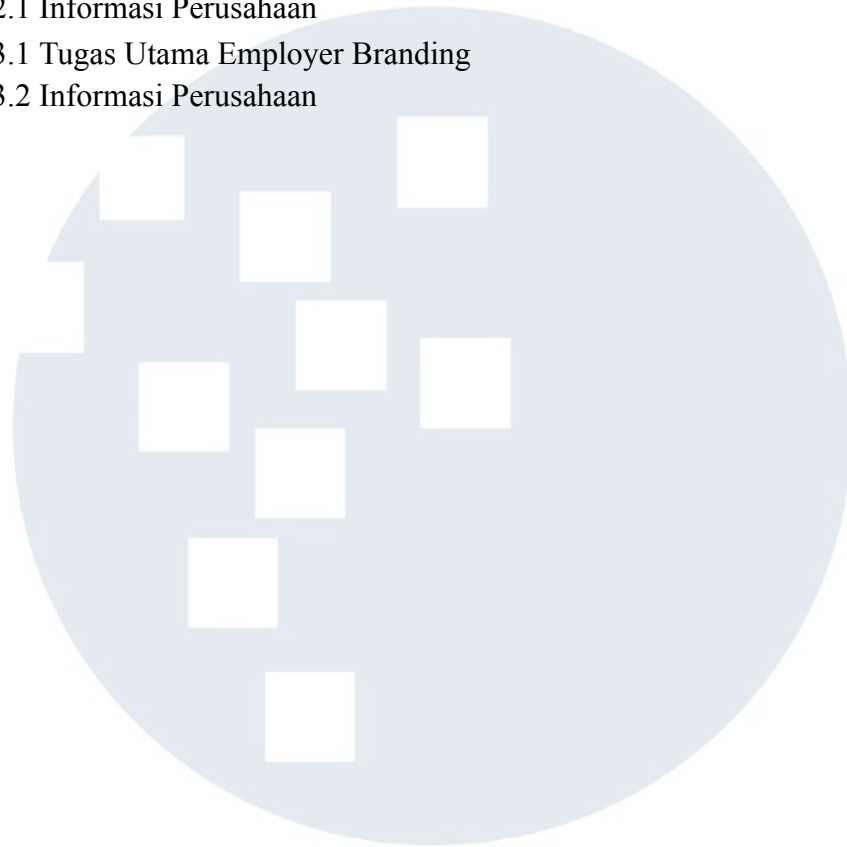 2.1 Informasi Perusahaan
3.1 Tugas Utama Employer Branding
3.2 Informasi Perusahaan